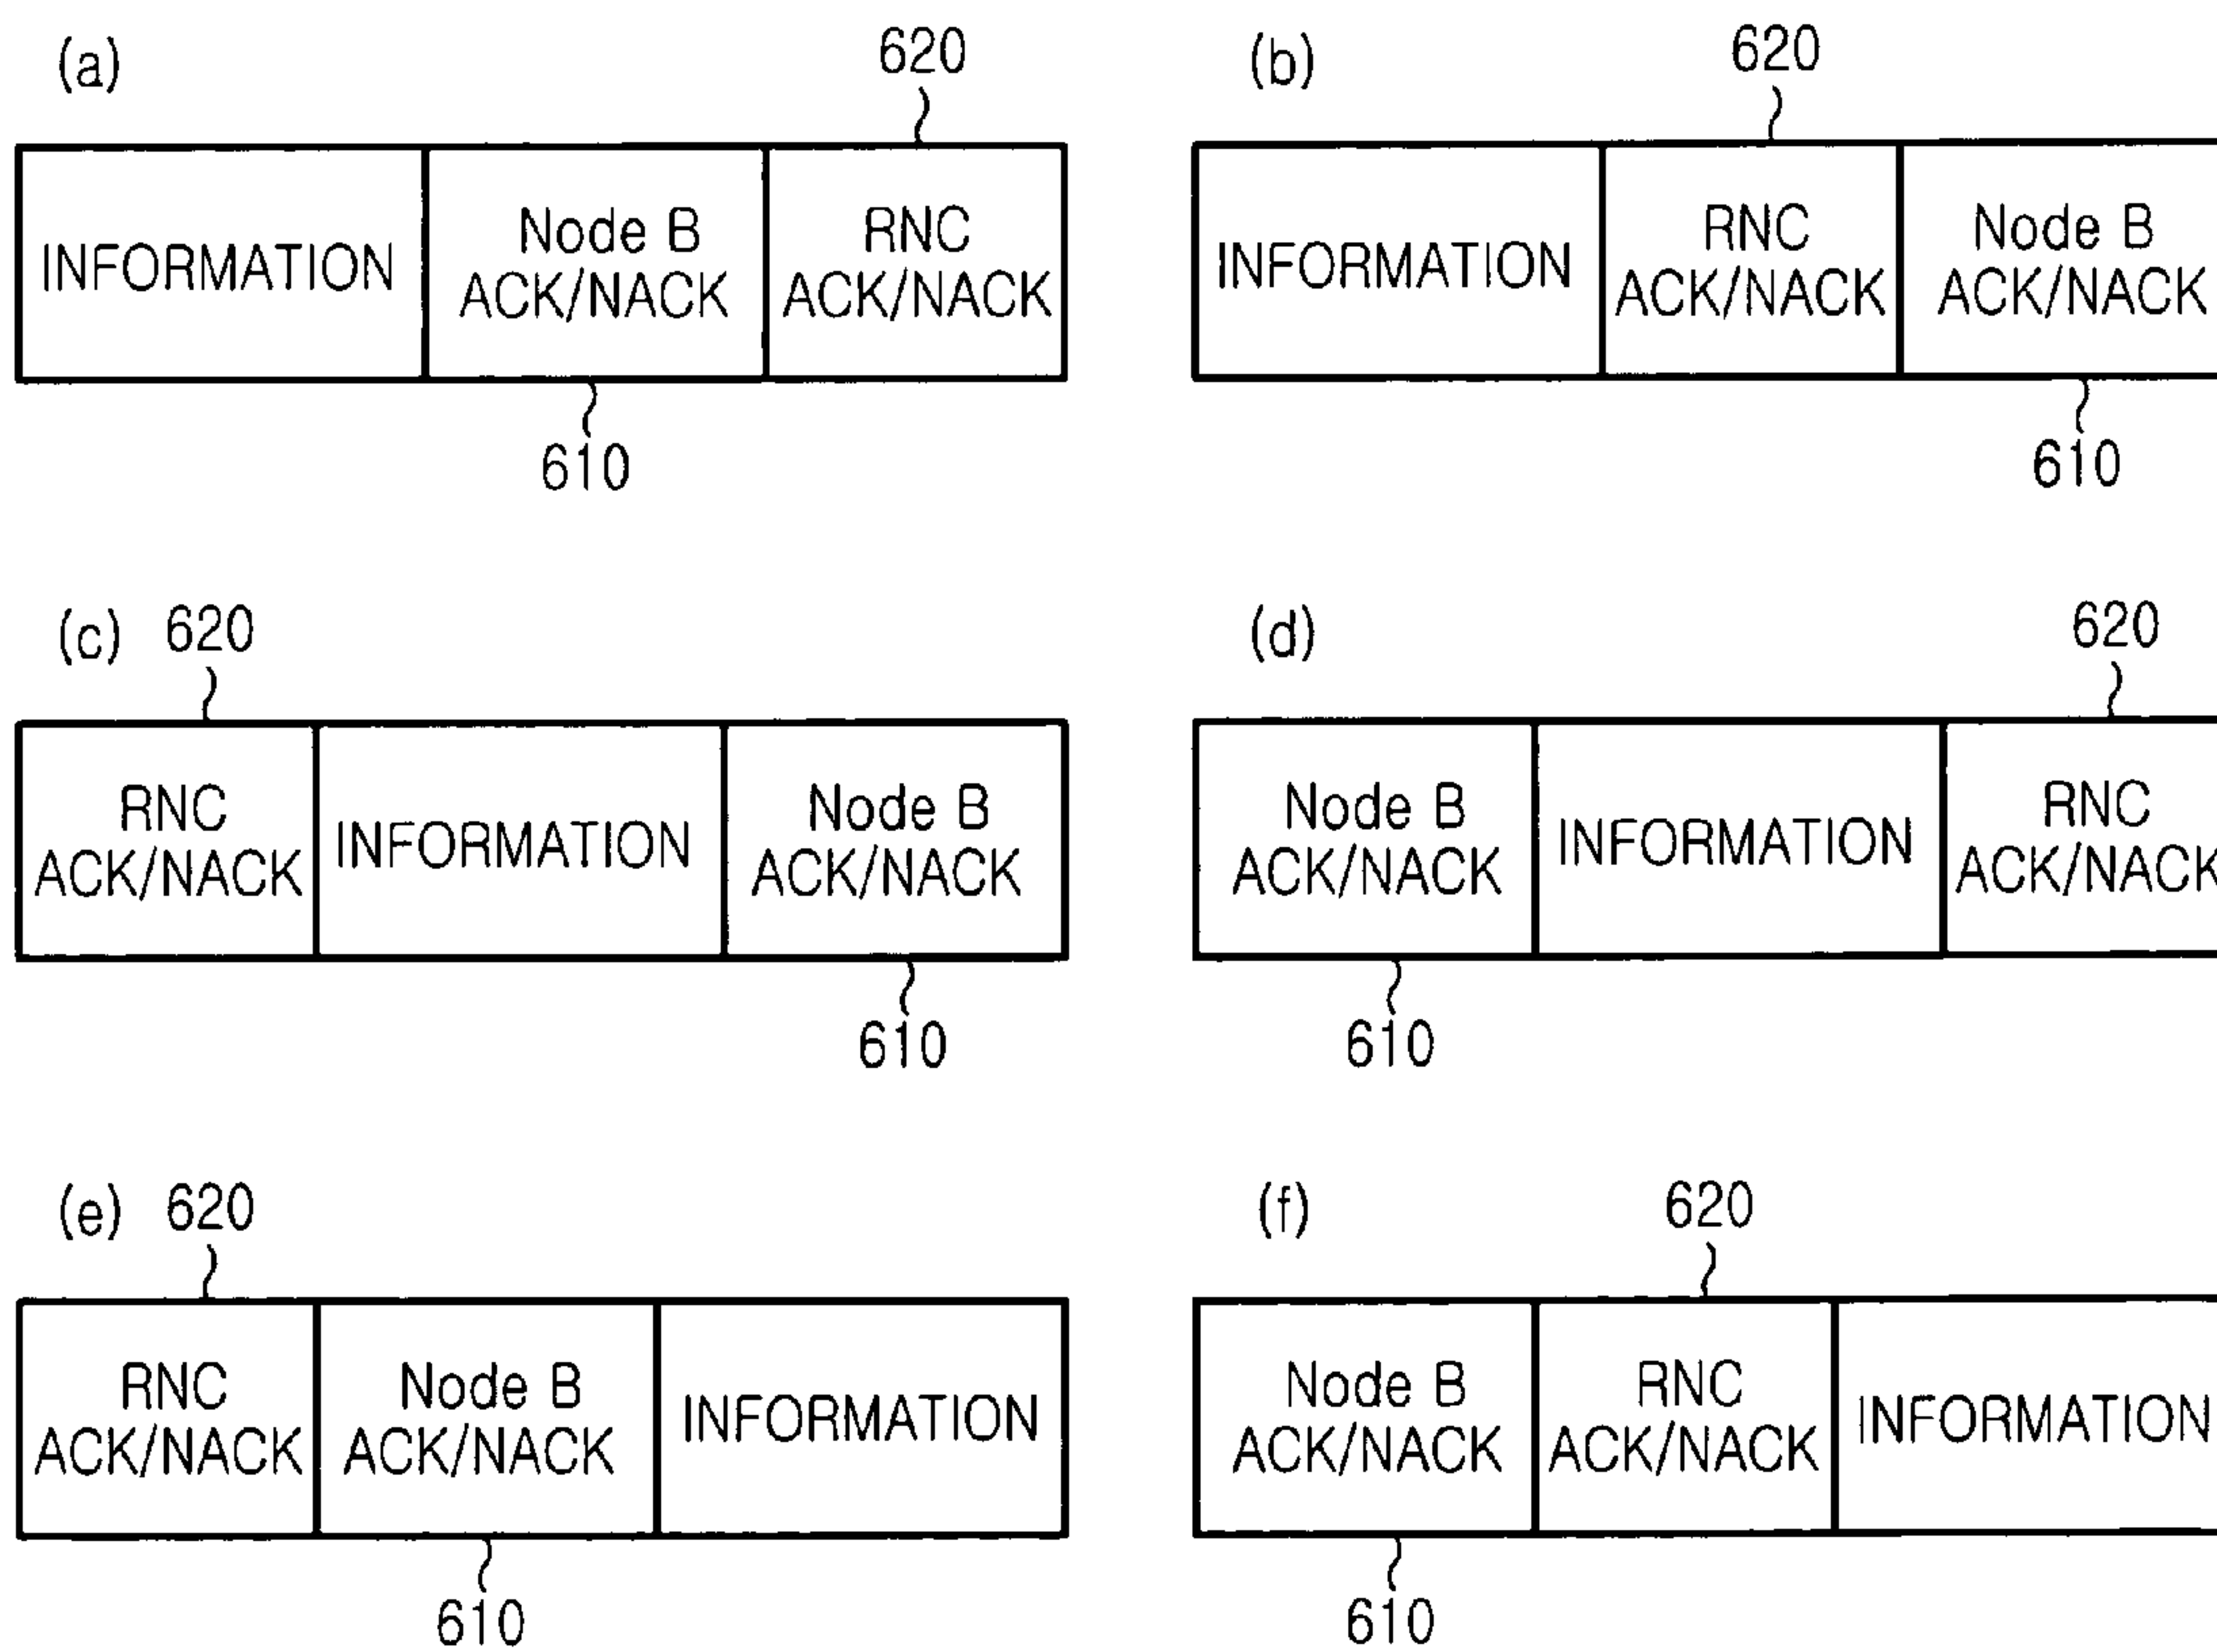 (a)
620
INFORMATION
Node B
ACK/NACK
RNC
ACK/NACK
610
(b)
620
INFORMATION
RNC
ACK/NACK
Node B
ACK/NACK
610
(c)
620
RNC
ACK/NACK
INFORMATION
Node B
ACK/NACK
610
(d)
620
Node B
ACK/NACK
INFORMATION
RNC
ACK/NACK
610
(e)
620
RNC
ACK/NACK
Node B
ACK/NACK
INFORMATION
610
(f)
620
Node B
ACK/NACK
RNC
ACK/NACK
INFORMATION
610